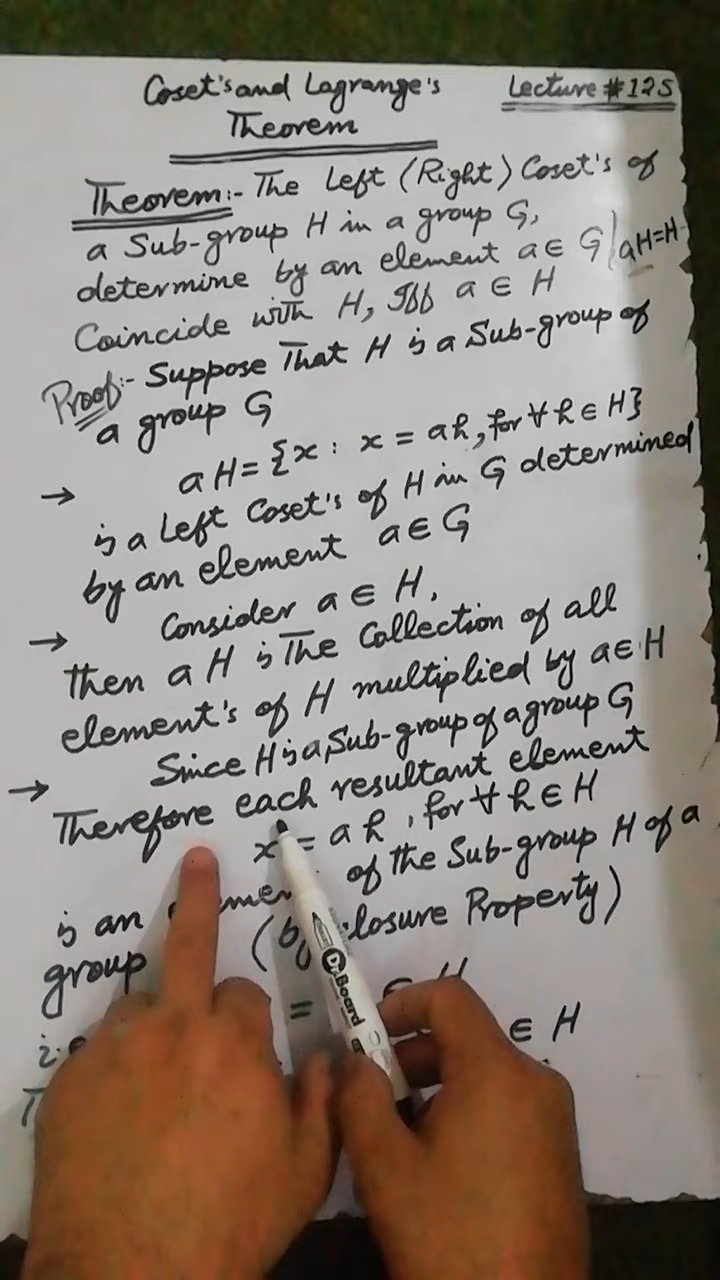 Coset's and Lagrange's
Theorem
Lecture #125
Theorem:- The Left (Right) Coset's of
a Sub-group H in a group G,
determine by an element a ∈ G
aH=H
Coincide with H, Iff a ∈ H
Proof:- Suppose That H is a Sub-group of
a group G
→ aH = {x : x = ah, for ∀ h ∈ H}
is a Left Coset's of H in G determined
by an element a ∈ G
→ Consider a ∈ H,
then aH is The Collection of all
element's of H multiplied by a ∈ H
→ Since H is a Sub-group of a group G
Therefore each resultant element
x = ah, for ∀ h ∈ H
is an of the Sub-group H of a
group (by Closure Property)
= ∈ H
∈ H
Dr.Board